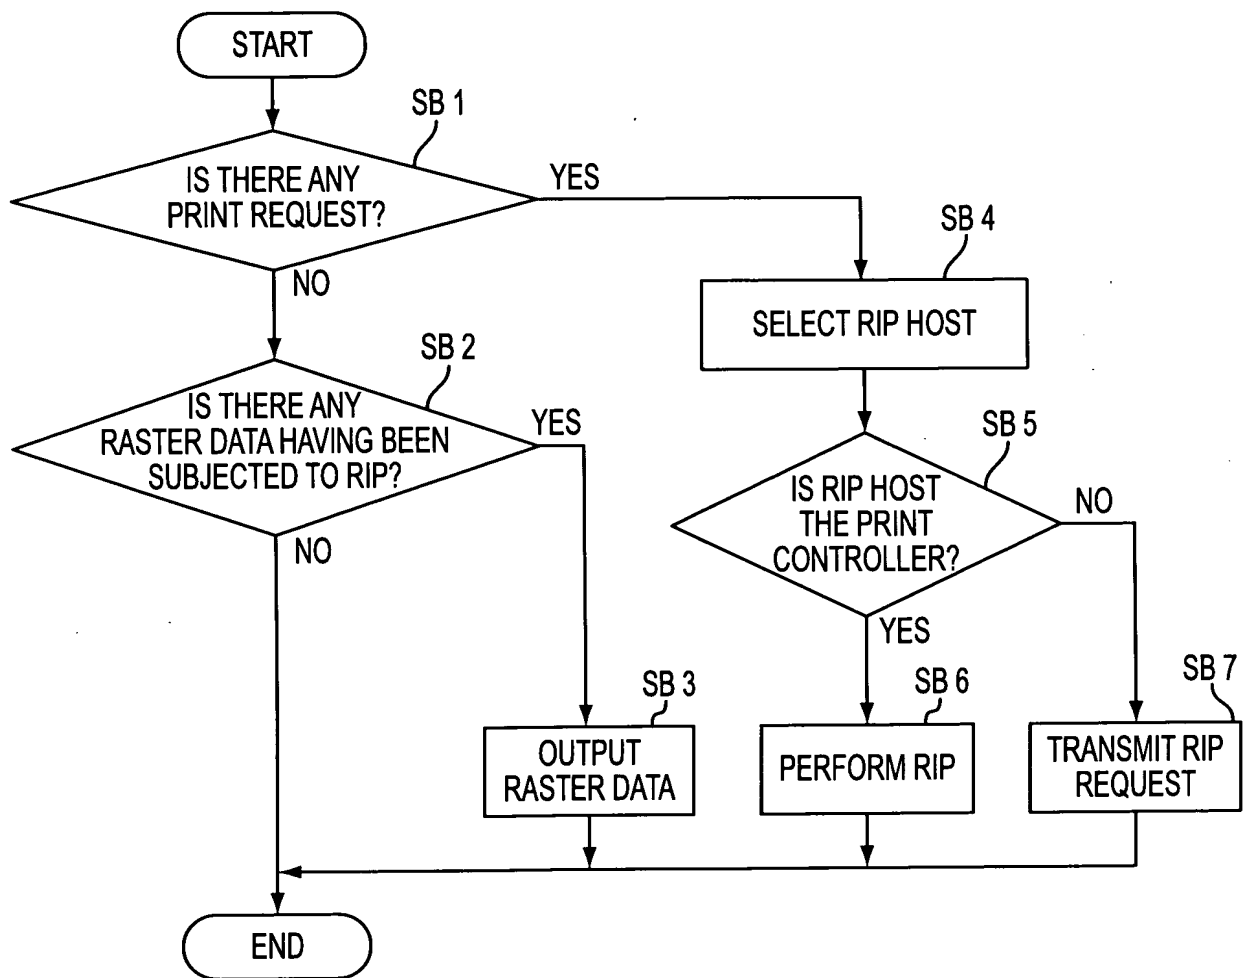 START
SB 1
IS THERE ANY
PRINT REQUEST?
YES
NO
SB 4
SELECT RIP HOST
SB 2
IS THERE ANY
RASTER DATA HAVING BEEN
SUBJECTED TO RIP?
YES
NO
SB 5
IS RIP HOST
THE PRINT
CONTROLLER?
NO
YES
SB 3
OUTPUT
RASTER DATA
SB 6
PERFORM RIP
SB 7
TRANSMIT RIP
REQUEST
END